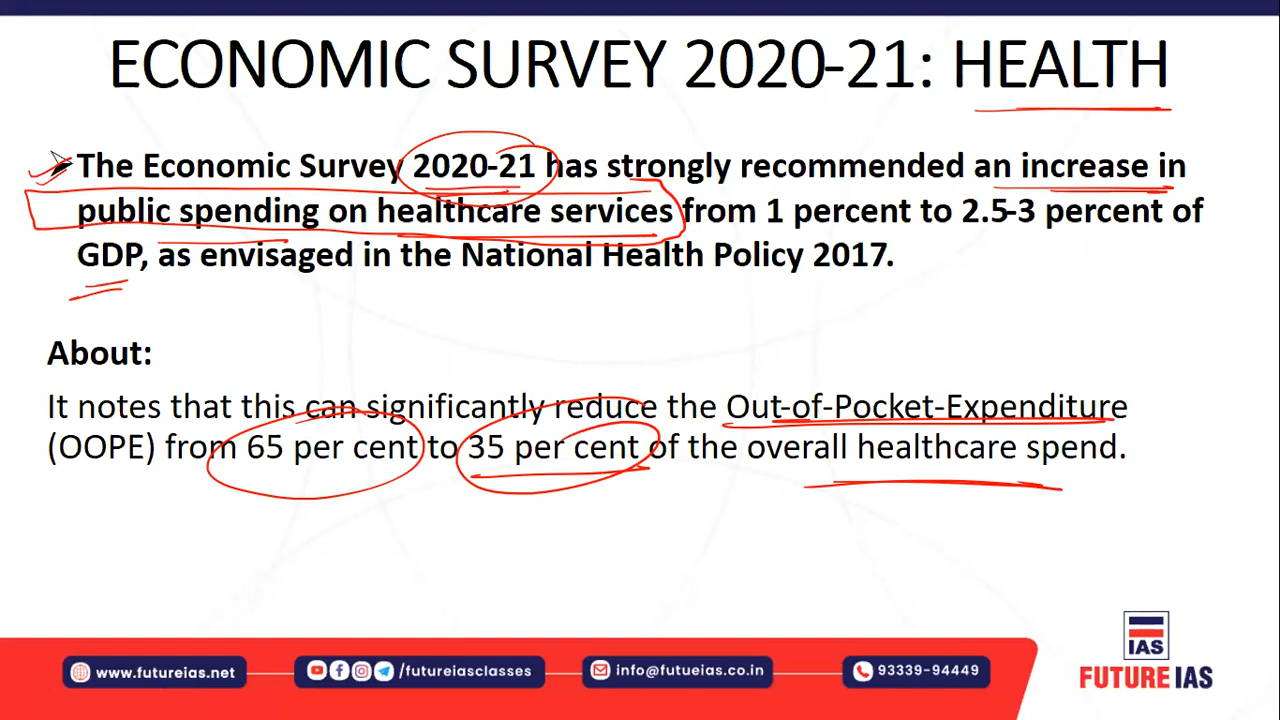 ECONOMIC SURVEY 2020-21: HEALTH
The Economic Survey 2020-21 has strongly recommended an increase in
public spending on healthcare services from 1 percent to 2.5-3 percent of
GDP, as envisaged in the National Health Policy 2017.
About:
It notes that this can significantly reduce the Out-of-Pocket-Expenditure
(OOPE) from 65 per cent to 35 per cent of the overall healthcare spend.
www.futureias.net
/futureiasclasses
info@futueias.co.in
93339-94449
IAS
FUTURE IAS